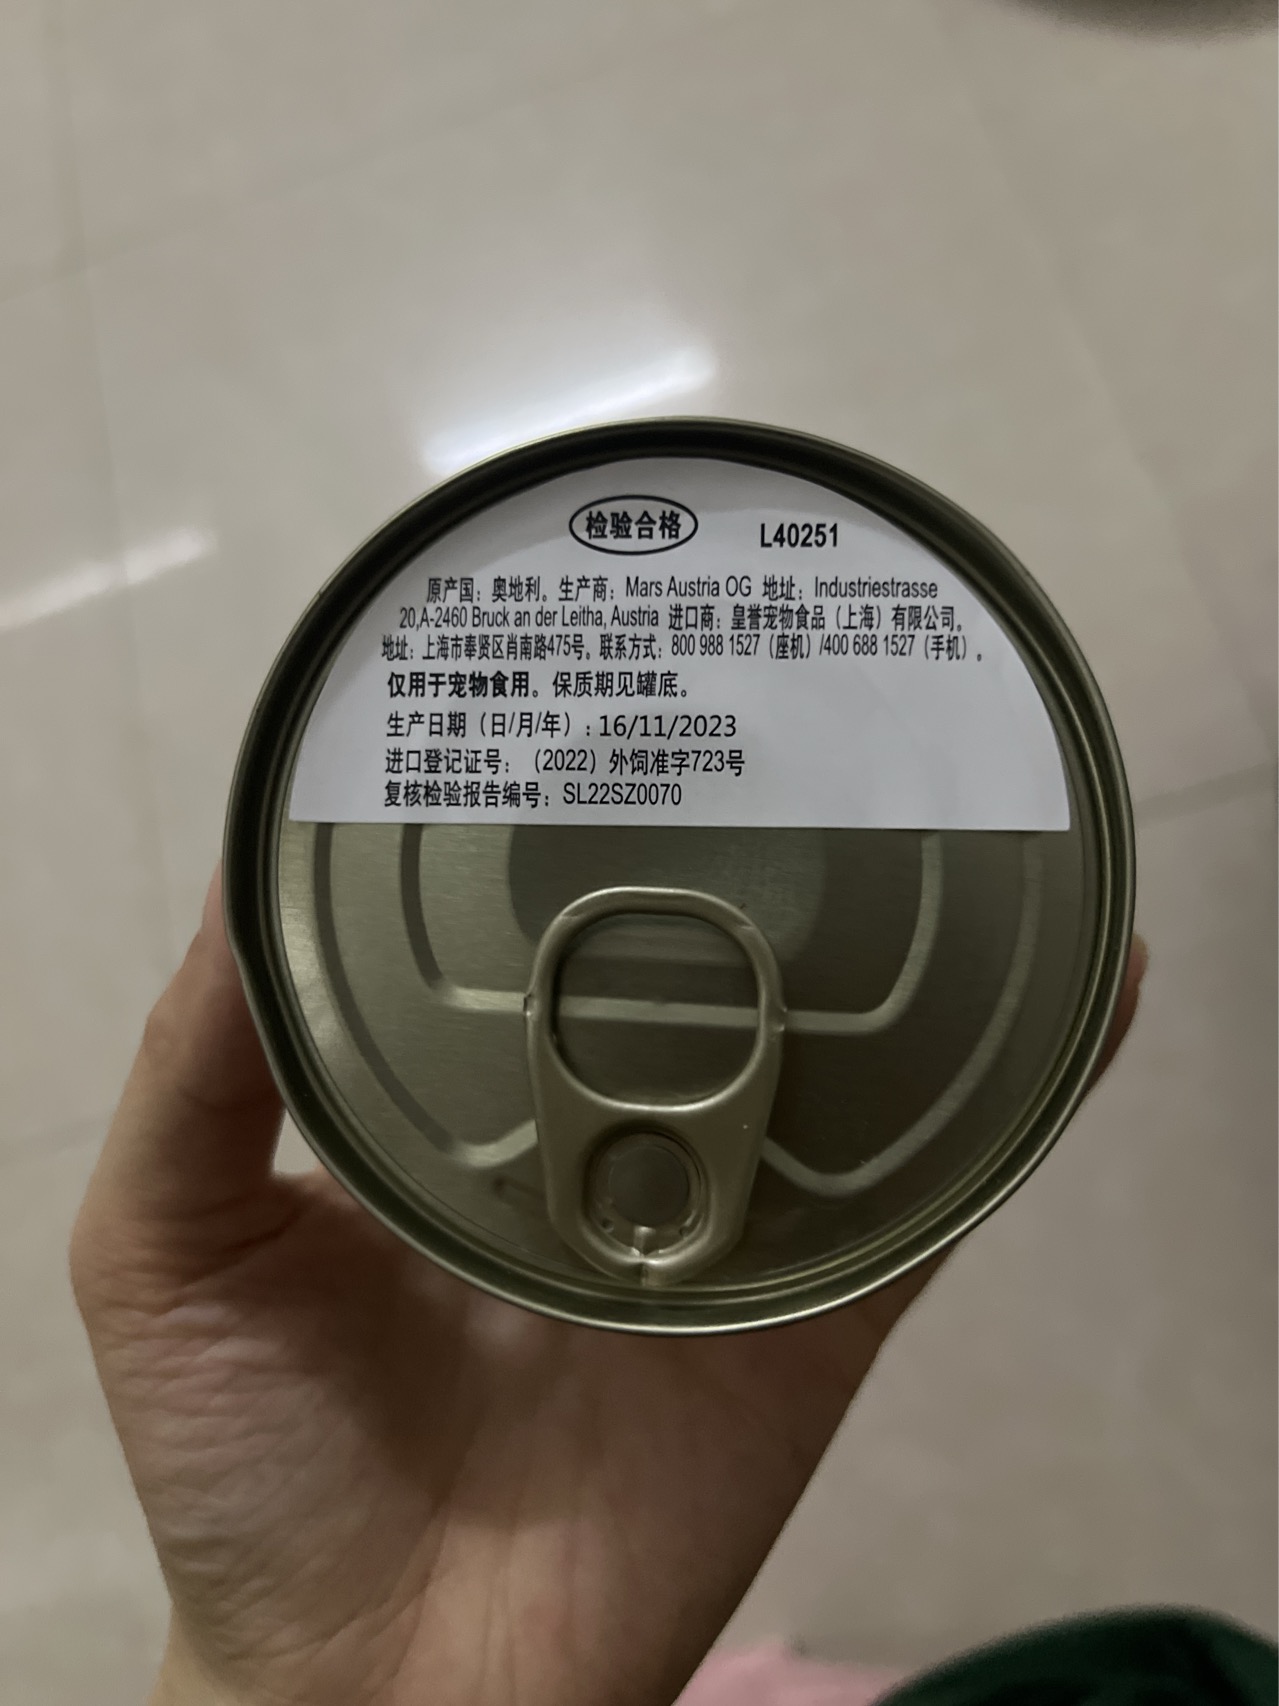 检验合格
L40251
原产国：奥地利。生产商：Mars Austria OG 地址：Industriestrasse
20,A-2460 Bruck an der Leitha, Austria 进口商：皇誉宠物食品（上海）有限公司。
地址：上海市奉贤区肖南路475号。联系方式：800 988 1527（座机）/400 688 1527（手机）。
仅用于宠物食用。保质期见罐底。
生产日期（日/月/年）: 16/11/2023
进口登记证号：（2022）外饲准字723号
复核检验报告编号：SL22SZ0070